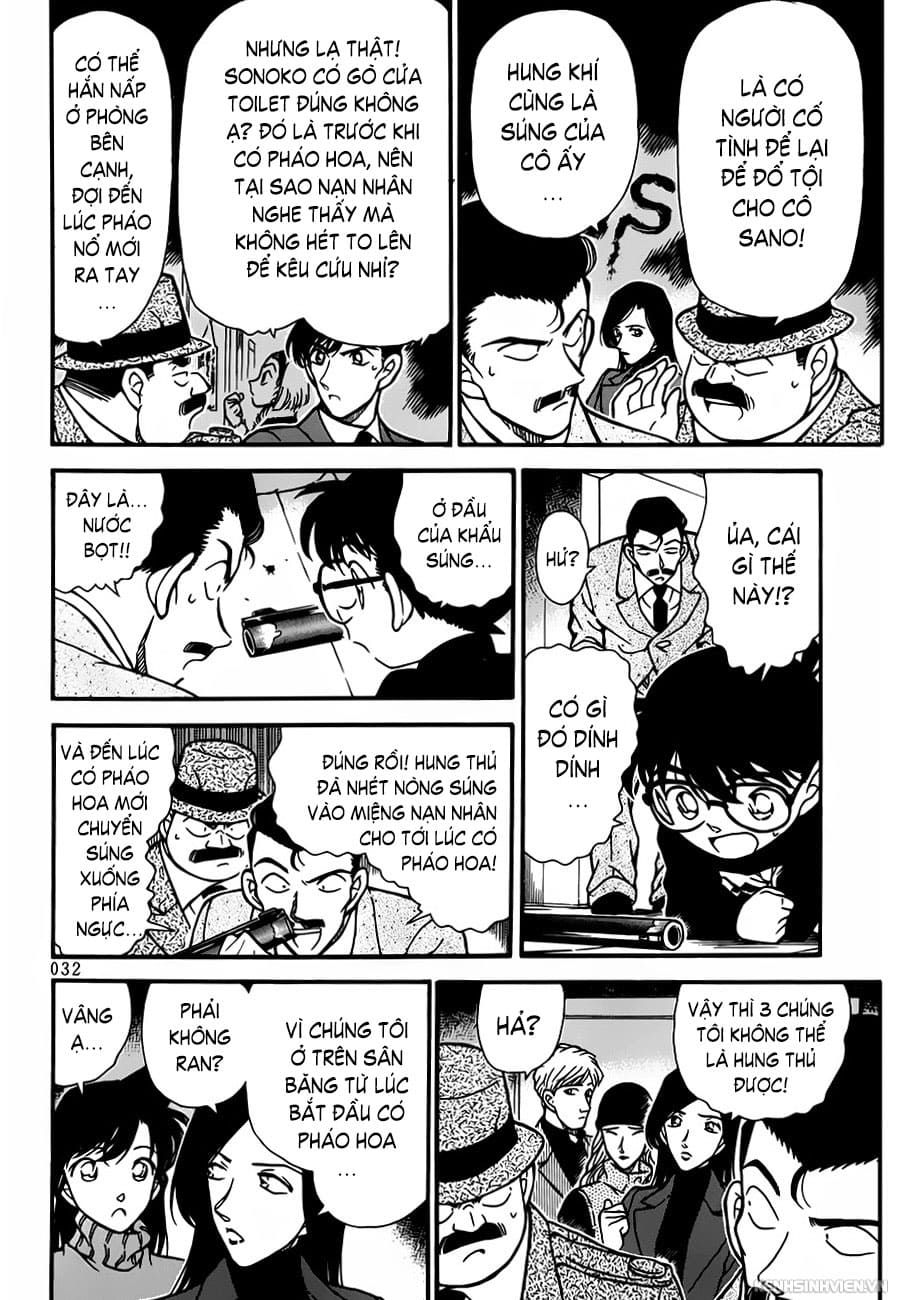 LÀ CÓ
NGƯỜI CỐ
TÌNH ĐỂ LẠI
ĐỂ ĐỔ TỘI
CHO CÔ
SANO!
HUNG KHÍ
CŨNG LÀ
SÚNG CỦA
CÔ ẤY
...
NHƯNG LẠ THẬT!
SONOKO CÓ GÕ CỬA
TOILET ĐÚNG KHÔNG
Ạ? ĐÓ LÀ TRƯỚC KHI
CÓ PHÁO HOA, NÊN
TẠI SAO NẠN NHÂN
NGHE THẤY MÀ
KHÔNG HÉT TO LÊN
ĐỂ KÊU CỨU NHỈ?
CÓ THỂ
HẮN NẤP
Ở PHÒNG
BÊN
CẠNH,
ĐỢI ĐẾN
LÚC PHÁO
NỔ MỚI
RA TAY
...
ỦA, CÁI
GÌ THẾ
NÀY!?
HỬ?
CÓ GÌ
ĐÓ DÍNH
DÍNH
...
Ở ĐẦU
CỦA KHẨU
SÚNG...
ĐÂY LÀ...
NƯỚC
BỌT!!
ĐÚNG RỒI! HUNG THỦ
ĐÃ NHÉT NÒNG SÚNG
VÀO MIỆNG NẠN NHÂN
CHO TỚI LÚC CÓ
PHÁO HOA!
VÀ ĐẾN LÚC
CÓ PHÁO
HOA MỚI
CHUYỂN
SÚNG
XUỐNG
PHÍA
NGỰC...
032
VẬY THÌ 3 CHÚNG
TÔI KHÔNG THỂ
LÀ HUNG THỦ
ĐƯỢC!
HẢ?
VÌ CHÚNG TÔI
Ở TRÊN SÂN
BĂNG TỪ LÚC
BẮT ĐẦU CÓ
PHÁO HOA
...
PHẢI
KHÔNG
RAN?
VÂNG
Ạ...
KENHSINHVIEN.VN